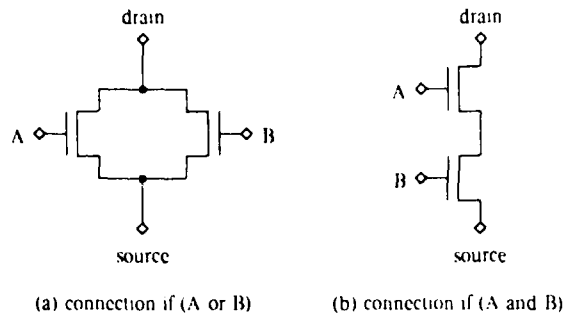 drain
drain
A
B
A
B
source
source
(a) connection if (A or B)
(b) connection if (A and B)